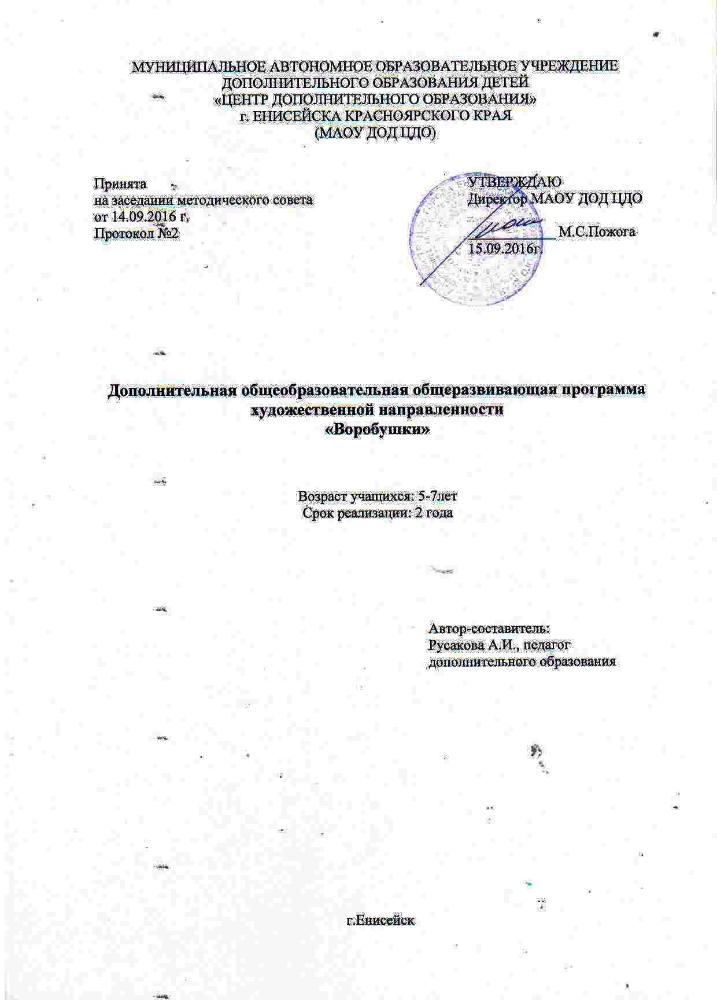 МУНИЦИПАЛЬНОЕ АВТОНОМНОЕ ОБРАЗОВАТЕЛЬНОЕ УЧРЕЖДЕНИЕ
ДОПОЛНИТЕЛЬНОГО ОБРАЗОВАНИЯ ДЕТЕЙ
«ЦЕНТР ДОПОЛНИТЕЛЬНОГО ОБРАЗОВАНИЯ»
г. ЕНИСЕЙСКА КРАСНОЯРСКОГО КРАЯ
(МАОУ ДОД ЦДО)
Принята
на заседании методического совета
от 14.09.2016 г.
Протокол №2
УТВЕРЖДАЮ
Директор МАОУ ДОД ЦДО
М.С.Пожога
15.09.2016г.
Дополнительная общеобразовательная общеразвивающая программа
художественной направленности
«Воробушки»
Возраст учащихся: 5-7лет
Срок реализации: 2 года
Автор-составитель:
Русакова А.И., педагог
дополнительного образования
г.Енисейск